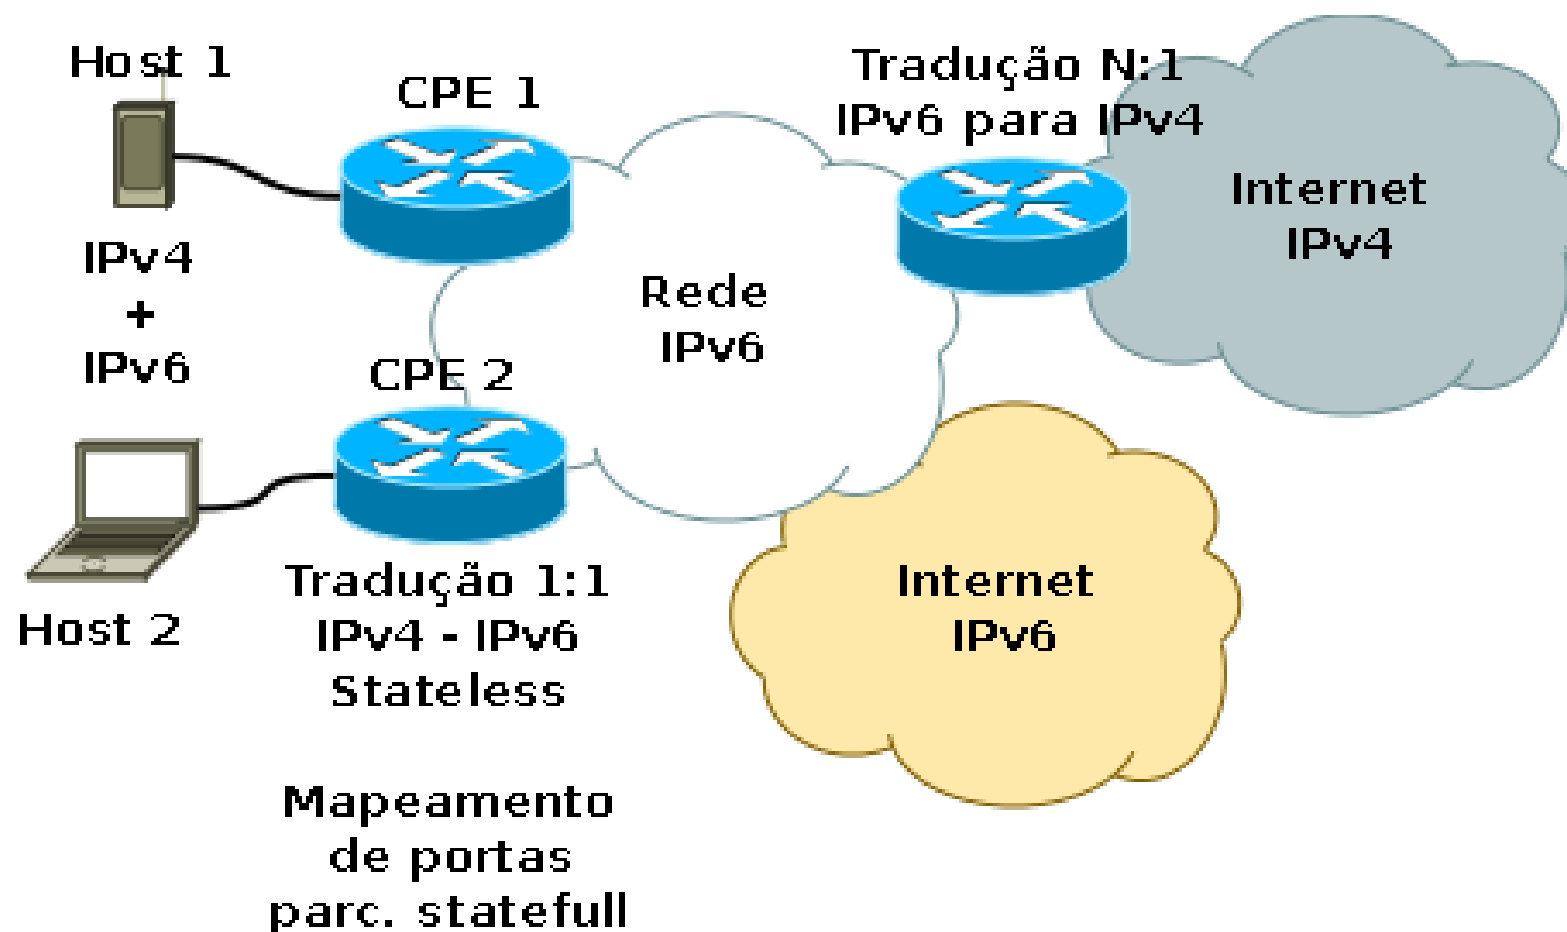 Host 1
CPE 1
Tradução N:1
IPv6 para IPv4
Internet
IPv4
IPv4
+
IPv6
Rede
IPv6
CPE 2
Host 2
Tradução 1:1
IPv4 - IPv6
Stateless
Mapeamento
de portas
parc. statefull
Internet
IPv6